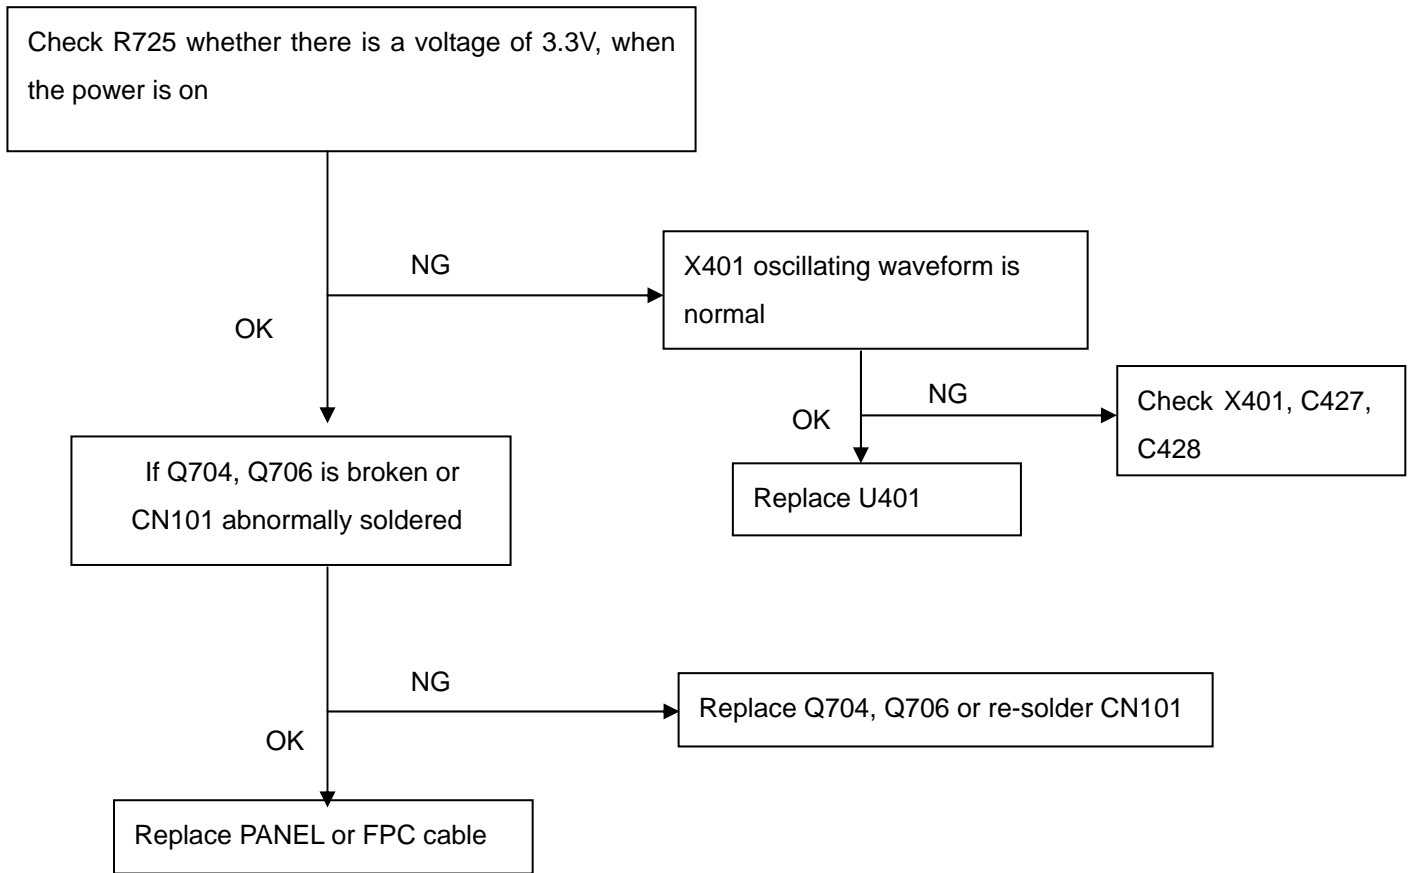 Check R725 whether there is a voltage of 3.3V, when
the power is on
NG
X401 oscillating waveform is
normal
OK
NG
Check X401, C427,
C428
OK
Replace U401
If Q704, Q706 is broken or
CN101 abnormally soldered
NG
Replace Q704, Q706 or re-solder CN101
OK
Replace PANEL or FPC cable